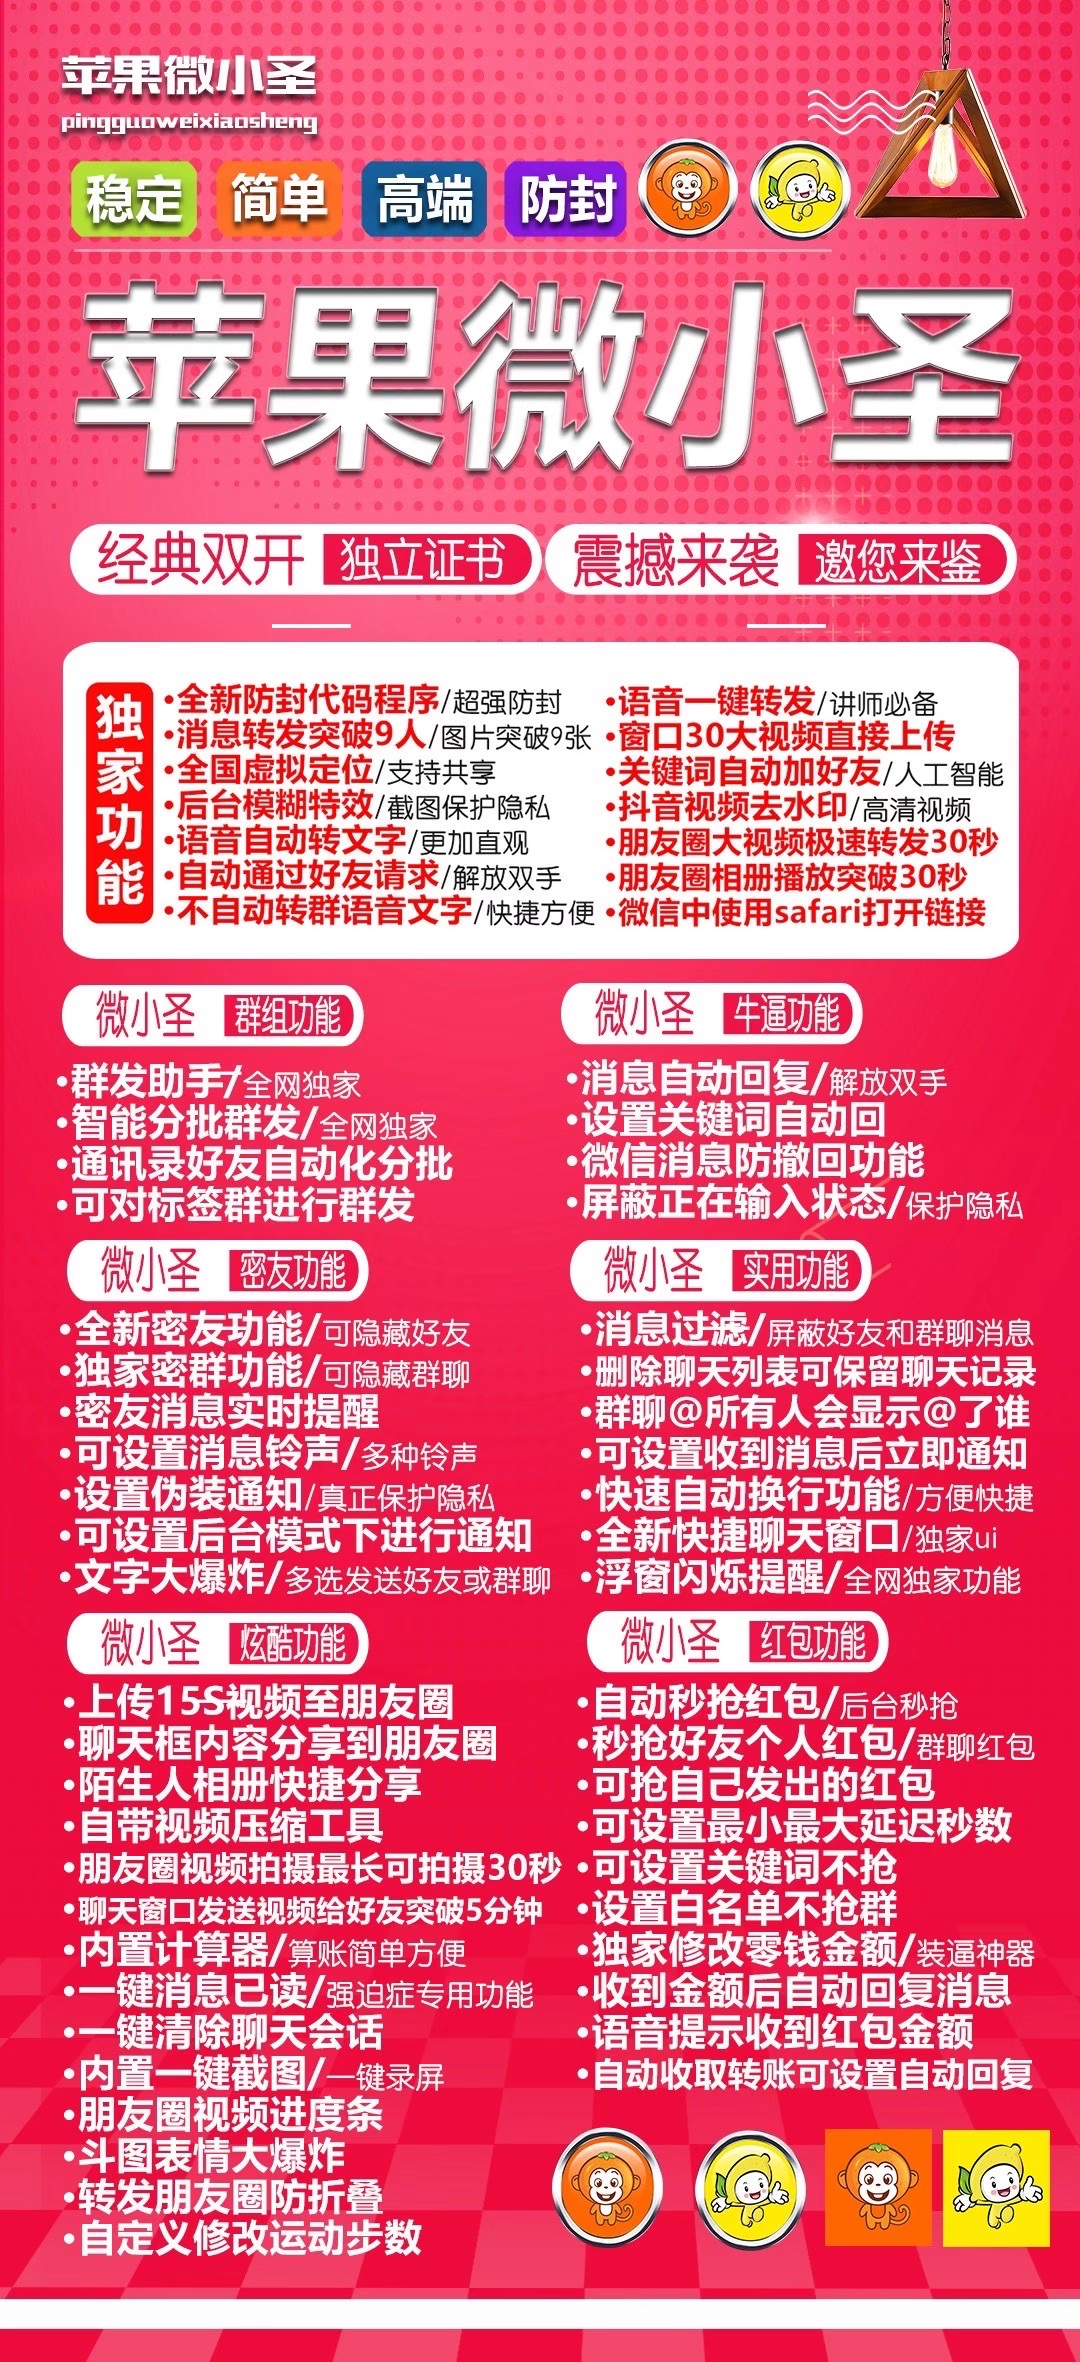 苹果微小圣
pingguoweixiaosheng
稳定 简单 高端 防封
苹果微小圣
经典双开 独立证书 震撼来袭 邀您来鉴
独家功能
•全新防封代码程序/超强防封
•消息转发突破9人/图片突破9张
•全国虚拟定位/支持共享
•后台模糊特效/截图保护隐私
•语音自动转文字/更加直观
•自动通过好友请求/解放双手
•不自动转群语音文字/快捷方便
•语音一键转发/讲师必备
•窗口30大视频直接上传
•关键词自动加好友/人工智能
•抖音视频去水印/高清视频
•朋友圈大视频极速转发30秒
•朋友圈相册播放突破30秒
•微信中使用safari打开链接
微小圣 群组功能
•群发助手/全网独家
•智能分批群发/全网独家
•通讯录好友自动化分批
•可对标签群进行群发
微小圣 牛逼功能
•消息自动回复/解放双手
•设置关键词自动回
•微信消息防撤回功能
•屏蔽正在输入状态/保护隐私
微小圣 密友功能
•全新密友功能/可隐藏好友
•独家密群功能/可隐藏群聊
•密友消息实时提醒
•可设置消息铃声/多种铃声
•设置伪装通知/真正保护隐私
•可设置后台模式下进行通知
•文字大爆炸/多选发送好友或群聊
微小圣 实用功能
•消息过滤/屏蔽好友和群聊消息
•删除聊天列表可保留聊天记录
•群聊@所有人会显示@了谁
•可设置收到消息后立即通知
•快速自动换行功能/方便快捷
•全新快捷聊天窗口/独家ui
•浮窗闪烁提醒/全网独家功能
微小圣 炫酷功能
•上传15S视频至朋友圈
•聊天框内容分享到朋友圈
•陌生人相册快捷分享
•自带视频压缩工具
•朋友圈视频拍摄最长可拍摄30秒
•聊天窗口发送视频给好友突破5分钟
•内置计算器/算账简单方便
•一键消息已读/强迫症专用功能
•一键清除聊天会话
•内置一键截图/一键录屏
•朋友圈视频进度条
•斗图表情大爆炸
•转发朋友圈防折叠
•自定义修改运动步数
微小圣 红包功能
•自动秒抢红包/后台秒抢
•秒抢好友个人红包/群聊红包
•可抢自己发出的红包
•可设置最小最大延迟秒数
•可设置关键词不抢
•设置白名单不抢群
•独家修改零钱金额/装逼神器
•收到金额后自动回复消息
•语音提示收到红包金额
•自动收取转账可设置自动回复